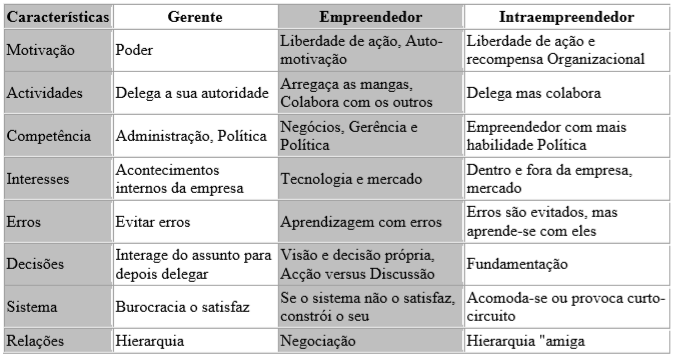 Características Gerente Empreendedor Intraempreendedor
Motivação Poder Liberdade de ação, Auto-motivação Liberdade de ação e recompensa Organizacional
Actividades Delega a sua autoridade Arregaça as mangas, Colabora com os outros Delega mas colabora
Competência Administração, Política Negócios, Gerência e Política Empreendedor com mais habilidade Política
Interesses Acontecimentos internos da empresa Tecnologia e mercado Dentro e fora da empresa, mercado
Erros Evitar erros Aprendizagem com erros Erros são evitados, mas aprende-se com eles
Decisões Interage do assunto para depois delegar Visão e decisão própria, Acção versus Discussão Fundamentação
Sistema Burocracia o satisfaz Se o sistema não o satisfaz, constrói o seu Acomoda-se ou provoca curto-circuito
Relações Hierarquia Negociação Hierarquia "amiga